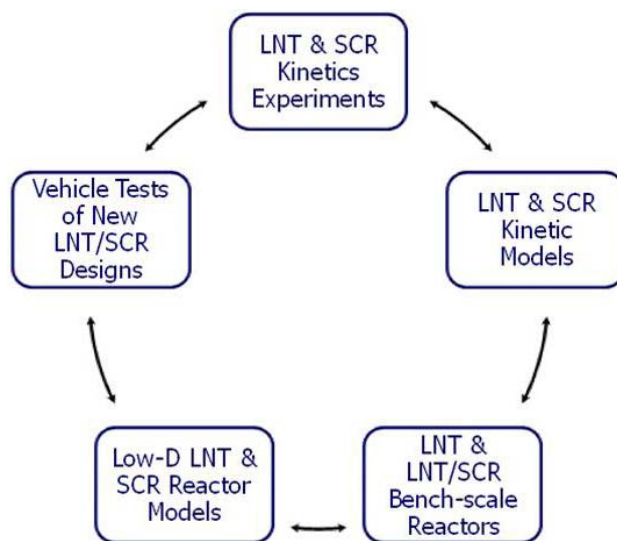 LNT & SCR
Kinetics
Experiments
Vehicle Tests
of New
LNT/SCR
Designs
LNT & SCR
Kinetic
Models
Low-D LNT &
SCR Reactor
Models
LNT &
LNT/SCR
Bench-scale
Reactors